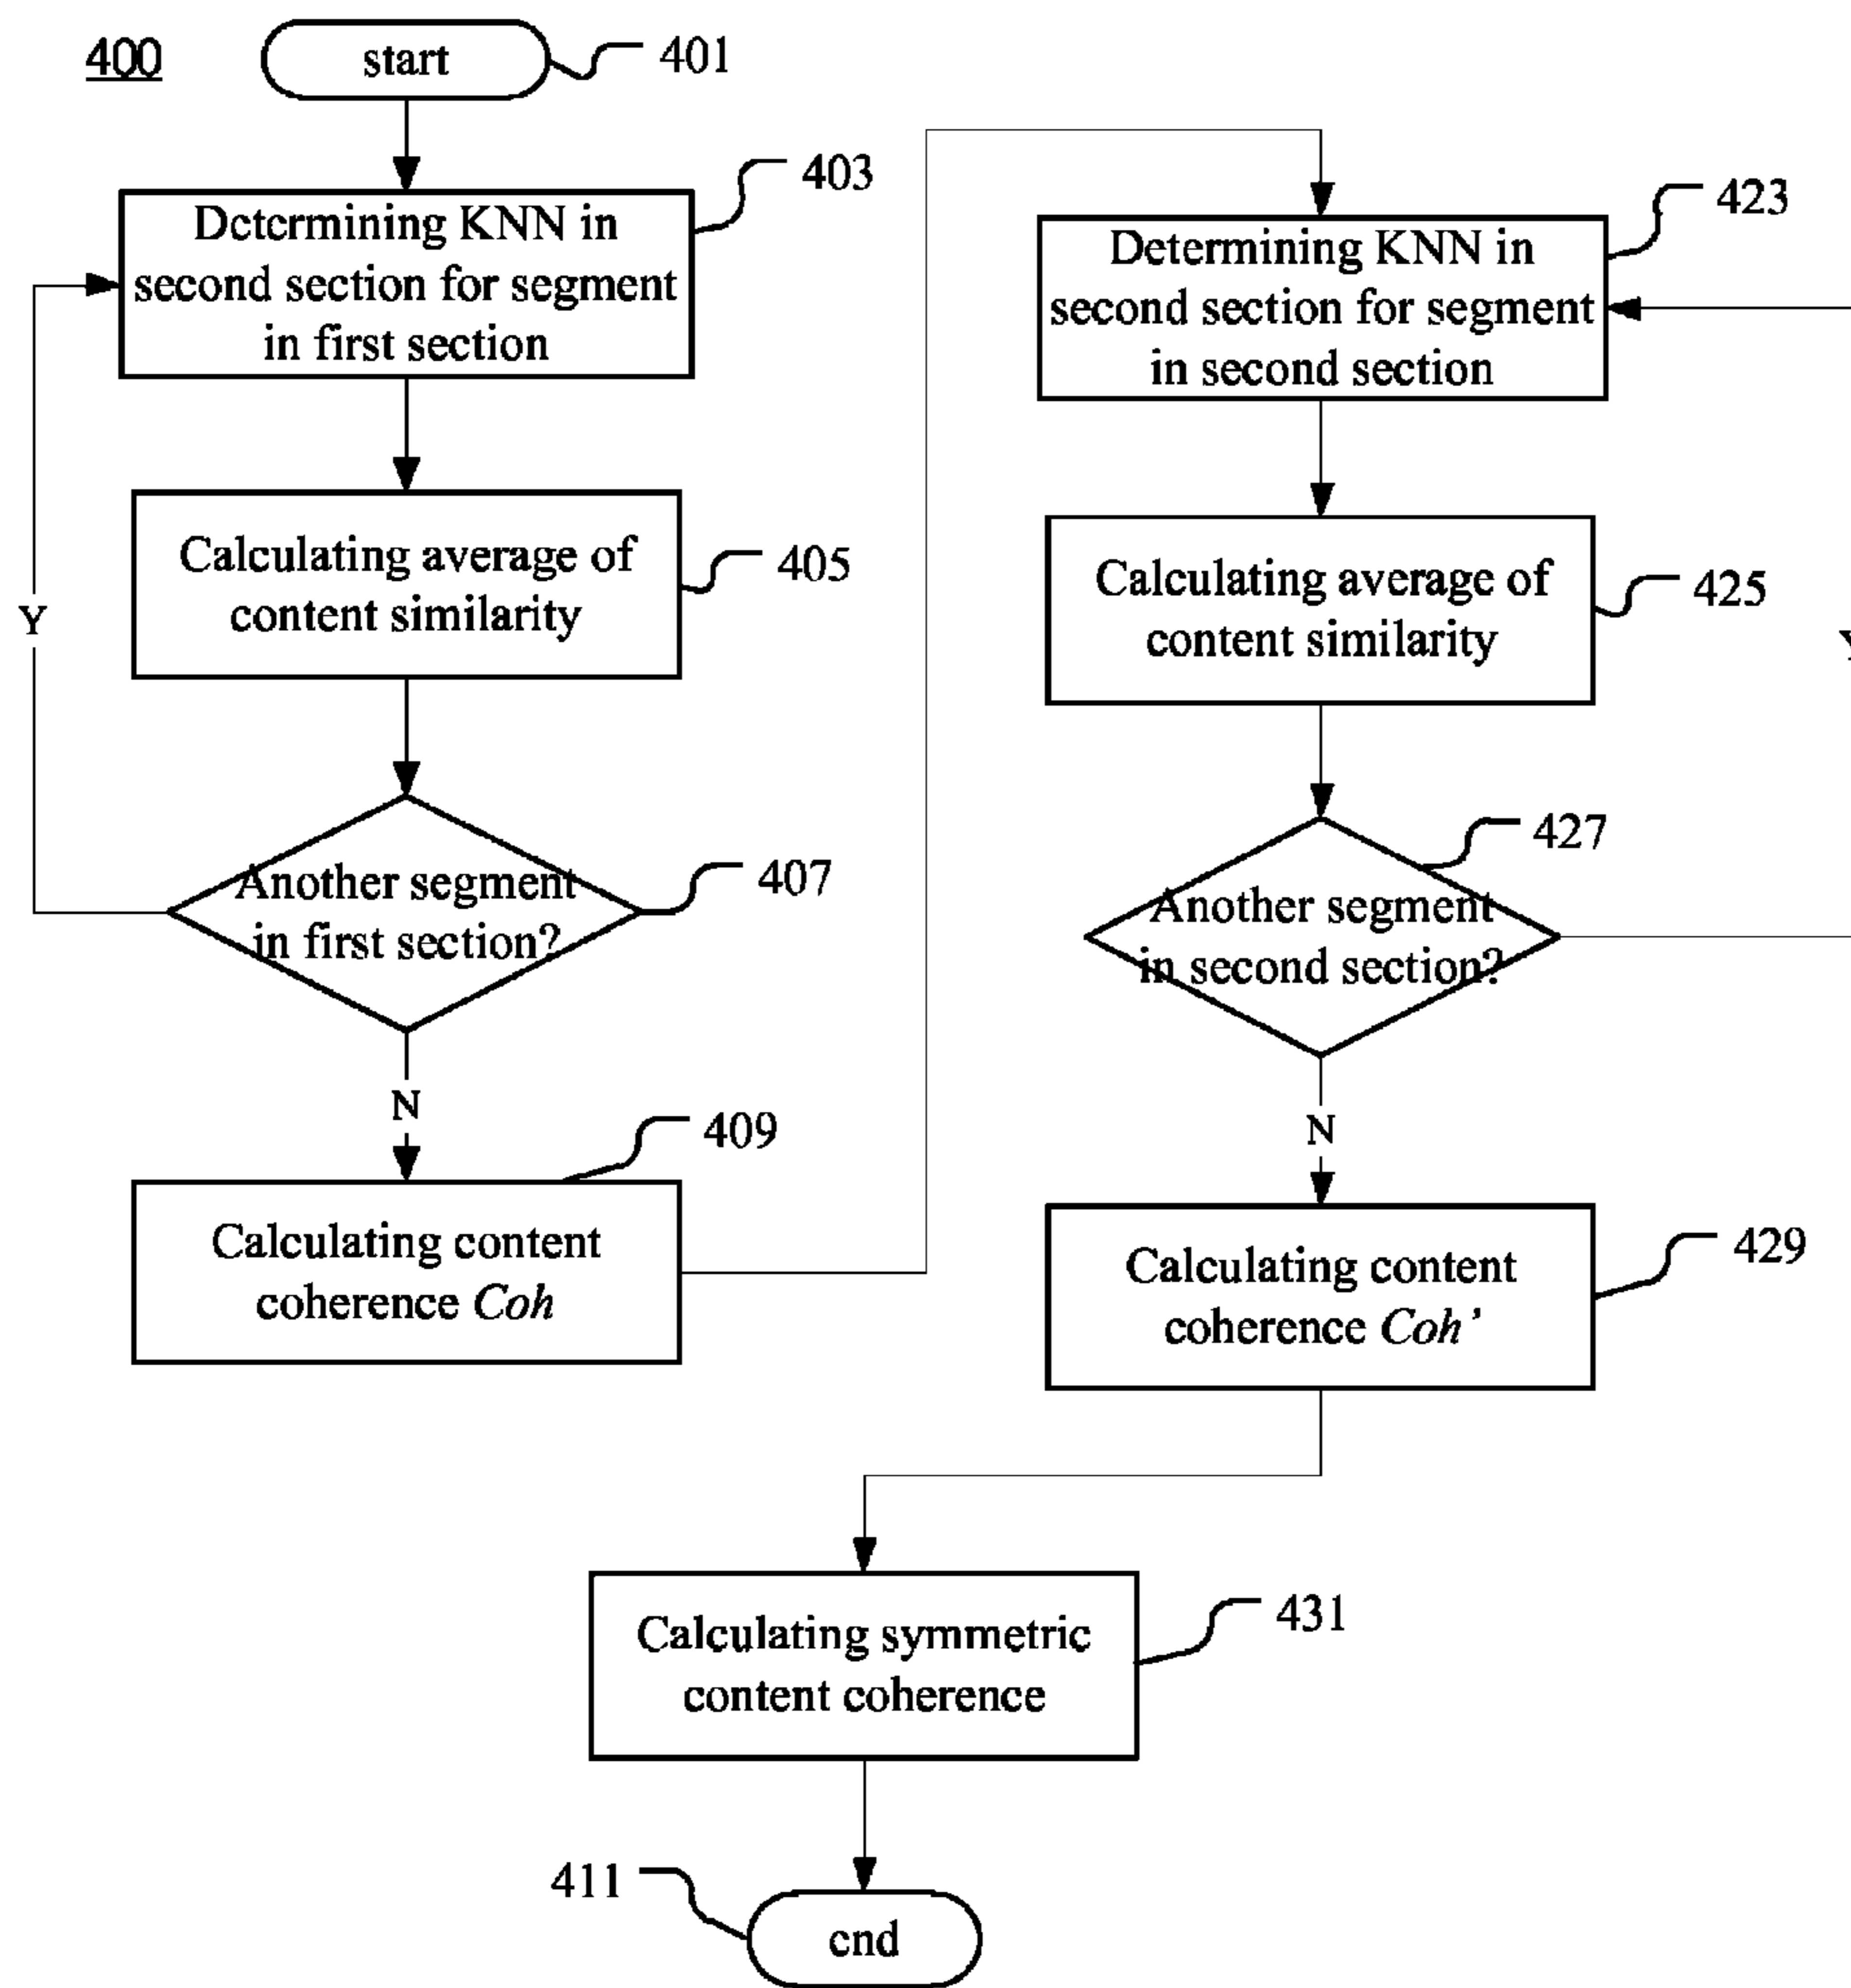 400
start
401
Determining KNN in
second section for segment
in first section
403
Calculating average of
content similarity
405
Y
Another segment
in first section?
407
N
Calculating content
coherence Coh
409
Determining KNN in
second section for segment
in second section
423
Calculating average of
content similarity
425
Y
Another segment
in second section?
427
N
Calculating content
coherence Coh’
429
Calculating symmetric
content coherence
431
411
end